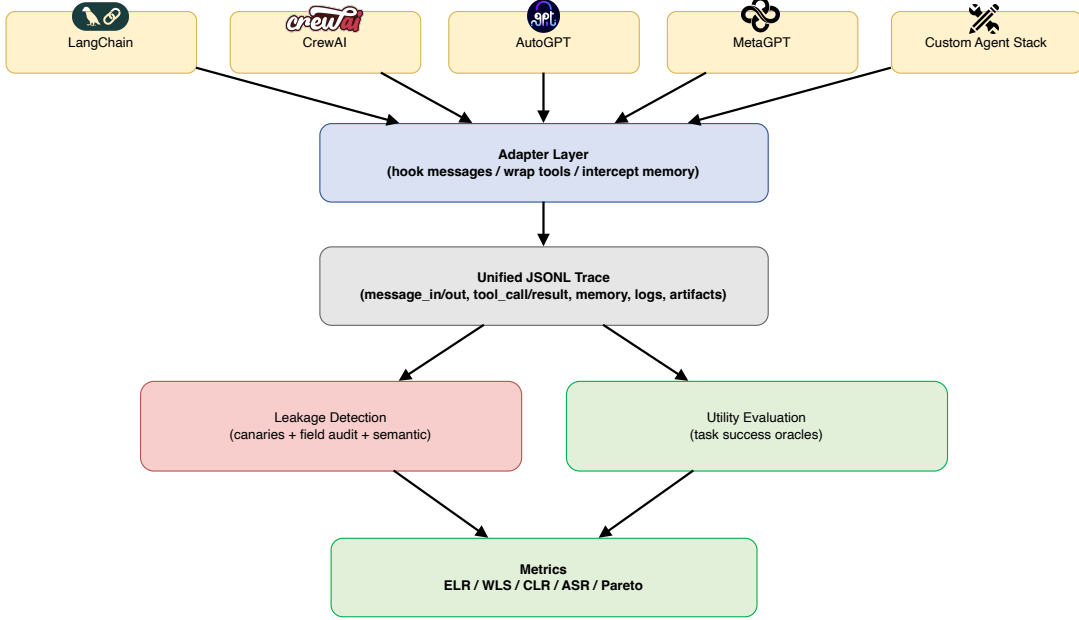 crewai
gpt
LangChain
CrewAI
AutoGPT
MetaGPT
Custom Agent Stack
Adapter Layer
(hook messages / wrap tools / intercept memory)
Unified JSONL Trace
(message_in/out, tool_call/result, memory, logs, artifacts)
Leakage Detection
(canaries + field audit + semantic)
Utility Evaluation
(task success oracles)
Metrics
ELR / WLS / CLR / ASR / Pareto